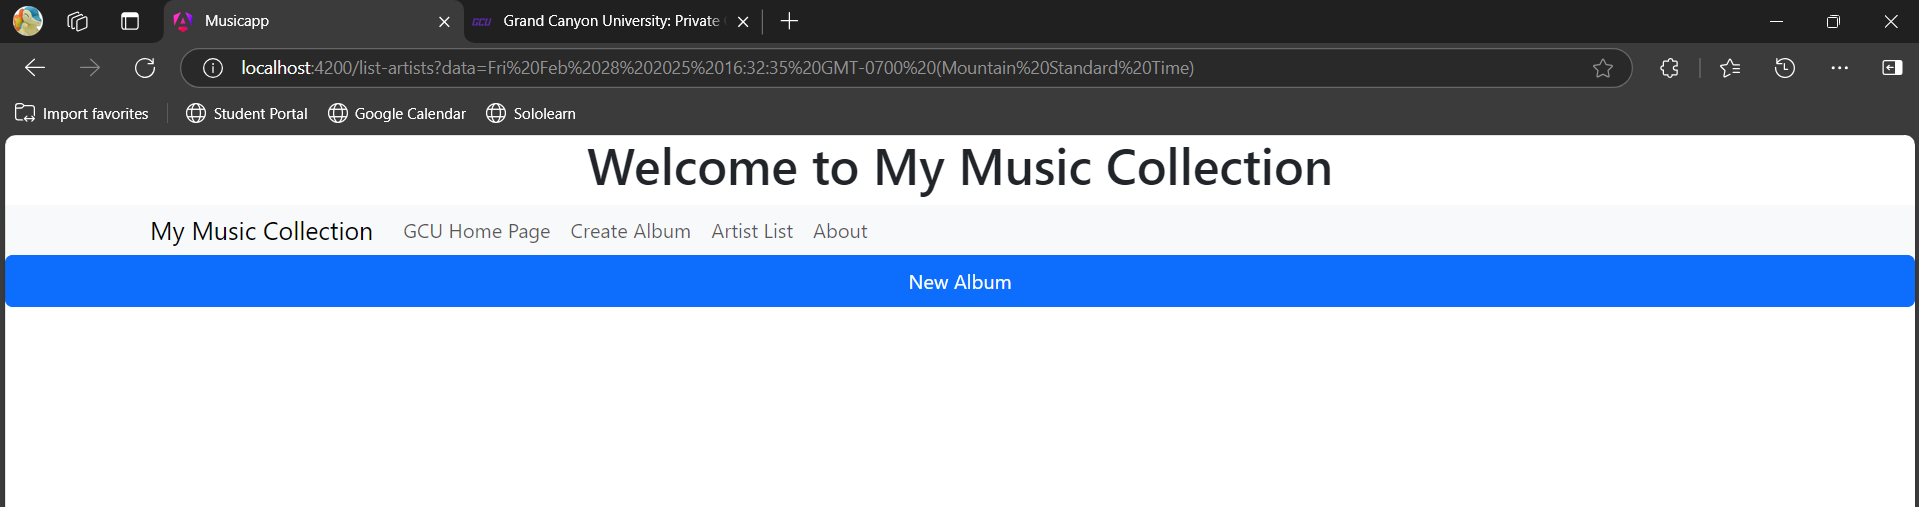 Musicapp
GCU Grand Canyon University: Private
localhost:4200/list-artists?data=Fri%20Feb%2028%202025%2016:32:35%20GMT-0700%20(Mountain%20Standard%20Time)
Import favorites Student Portal Google Calendar Sololearn
Welcome to My Music Collection
My Music Collection GCU Home Page Create Album Artist List About
New Album